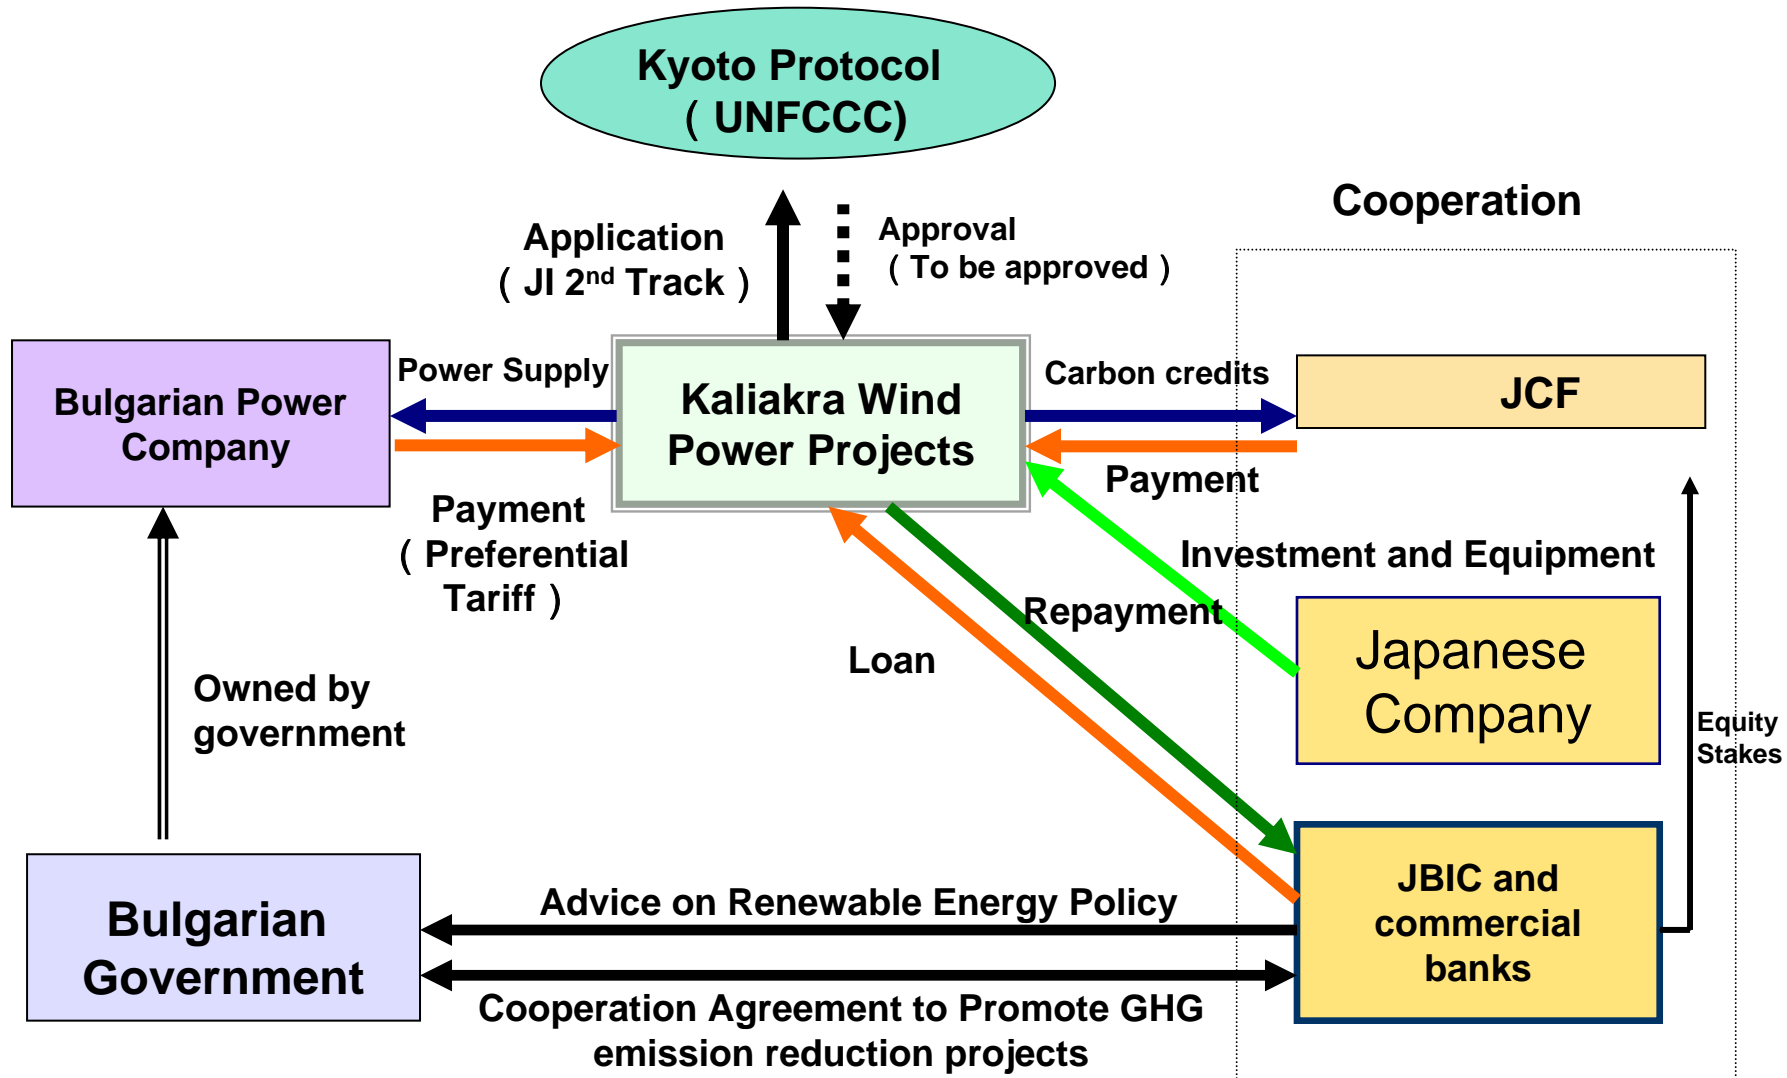 Kyoto Protocol
( UNFCCC)
Cooperation
Application
( JI 2nd Track )
Approval
( To be approved )
Bulgarian Power
Company
Power Supply
Kaliakra Wind
Power Projects
Carbon credits
JCF
Payment
Payment
( Preferential
Tariff )
Investment and Equipment
Repayment
Loan
Japanese
Company
Owned by
government
Equity
Stakes
Bulgarian
Government
Advice on Renewable Energy Policy
JBIC and
commercial
banks
Cooperation Agreement to Promote GHG
emission reduction projects